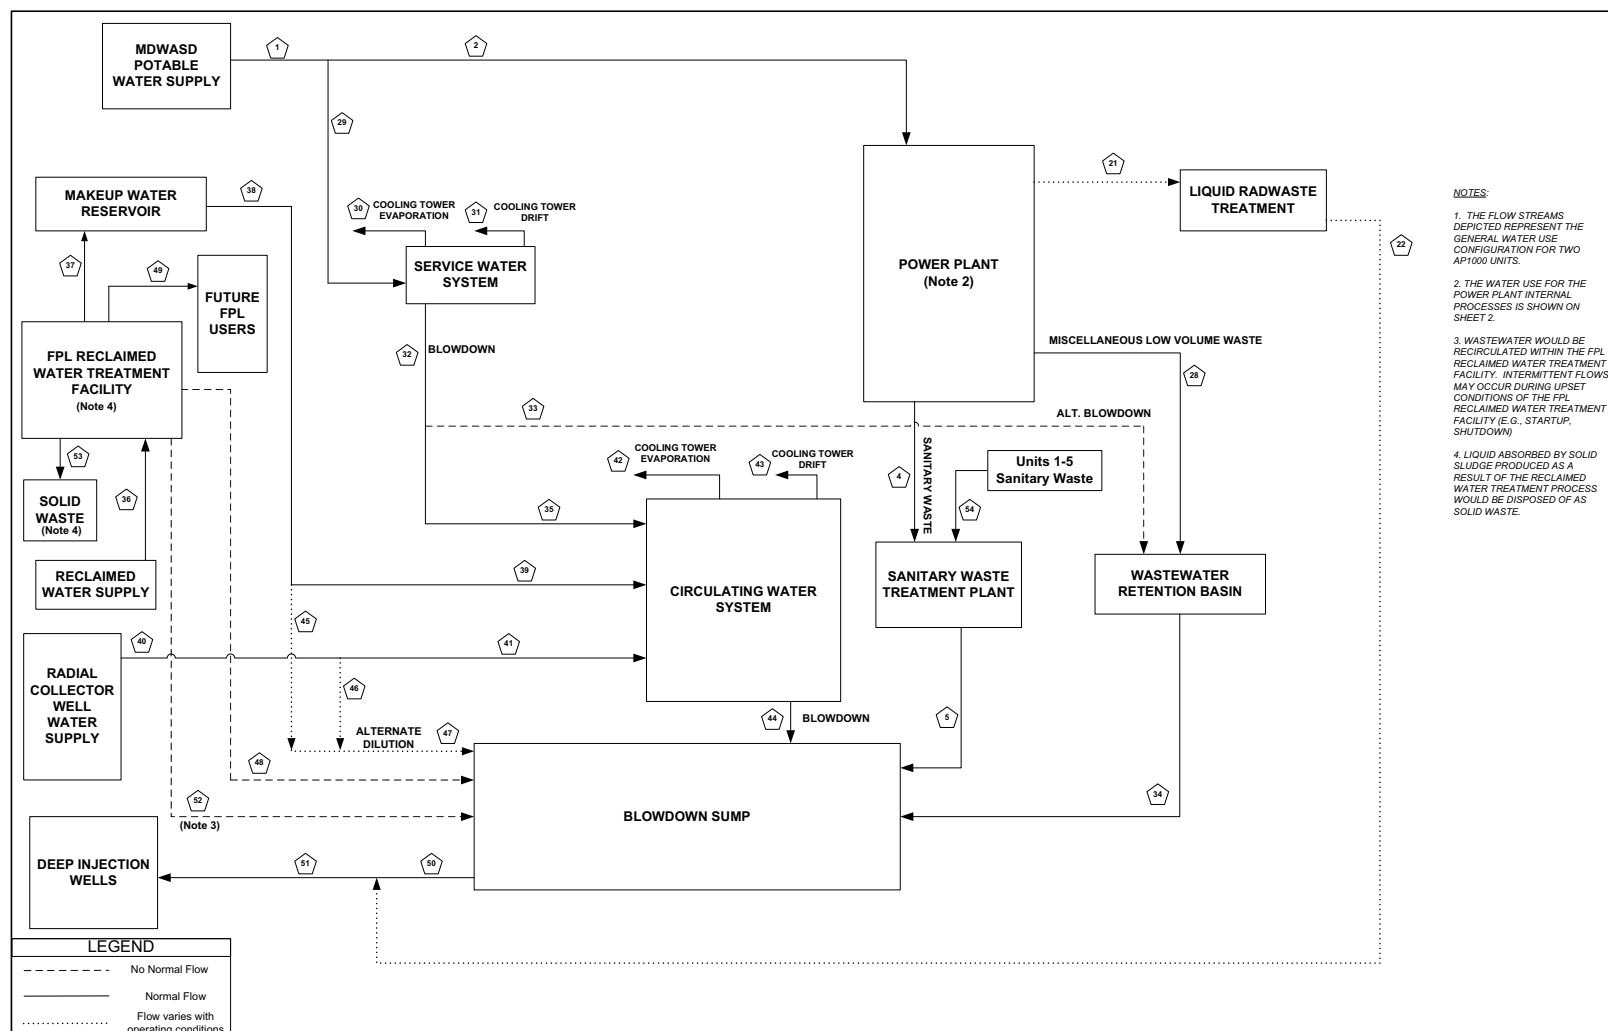 MDWASD
POTABLE
WATER SUPPLY
1
2
29
MAKEUP WATER
RESERVOIR
38
37
49
FUTURE
FPL
USERS
30
COOLING TOWER
EVAPORATION
31
COOLING TOWER
DRIFT
SERVICE WATER
SYSTEM
32
BLOWDOWN
POWER PLANT
(Note 2)
21
LIQUID RADWASTE
TREATMENT
22
MISCELLANEOUS LOW VOLUME WASTE
28
FPL RECLAIMED
WATER TREATMENT
FACILITY
(Note 4)
53
SOLID
WASTE
(Note 4)
36
RECLAIMED
WATER SUPPLY
33
ALT. BLOWDOWN
42
COOLING TOWER
EVAPORATION
43
COOLING TOWER
DRIFT
4
SANITARY WASTE
Units 1-5
Sanitary Waste
54
35
39
CIRCULATING WATER
SYSTEM
SANITARY WASTE
TREATMENT PLANT
WASTEWATER
RETENTION BASIN
45
40
41
46
RADIAL
COLLECTOR
WELL
WATER
SUPPLY
44
BLOWDOWN
5
ALTERNATE
DILUTION
47
48
52
(Note 3)
34
BLOWDOWN SUMP
DEEP INJECTION
WELLS
51
50
NOTES:
1. THE FLOW STREAMS
DEPICTED REPRESENT THE
GENERAL WATER USE
CONFIGURATION FOR TWO
AP1000 UNITS.
2. THE WATER USE FOR THE
POWER PLANT INTERNAL
PROCESSES IS SHOWN ON
SHEET 2.
3. WASTEWATER WOULD BE
RECIRCULATED WITHIN THE FPL
RECLAIMED WATER TREATMENT
FACILITY. INTERMITTENT FLOWS
MAY OCCUR DURING UPSET
CONDITIONS OF THE FPL
RECLAIMED WATER TREATMENT
FACILITY (E.G., STARTUP,
SHUTDOWN)
4. LIQUID ABSORBED BY SOLID
SLUDGE PRODUCED AS A
RESULT OF THE RECLAIMED
WATER TREATMENT PROCESS
WOULD BE DISPOSED OF AS
SOLID WASTE.
LEGEND
No Normal Flow
Normal Flow
Flow varies with
operating conditions